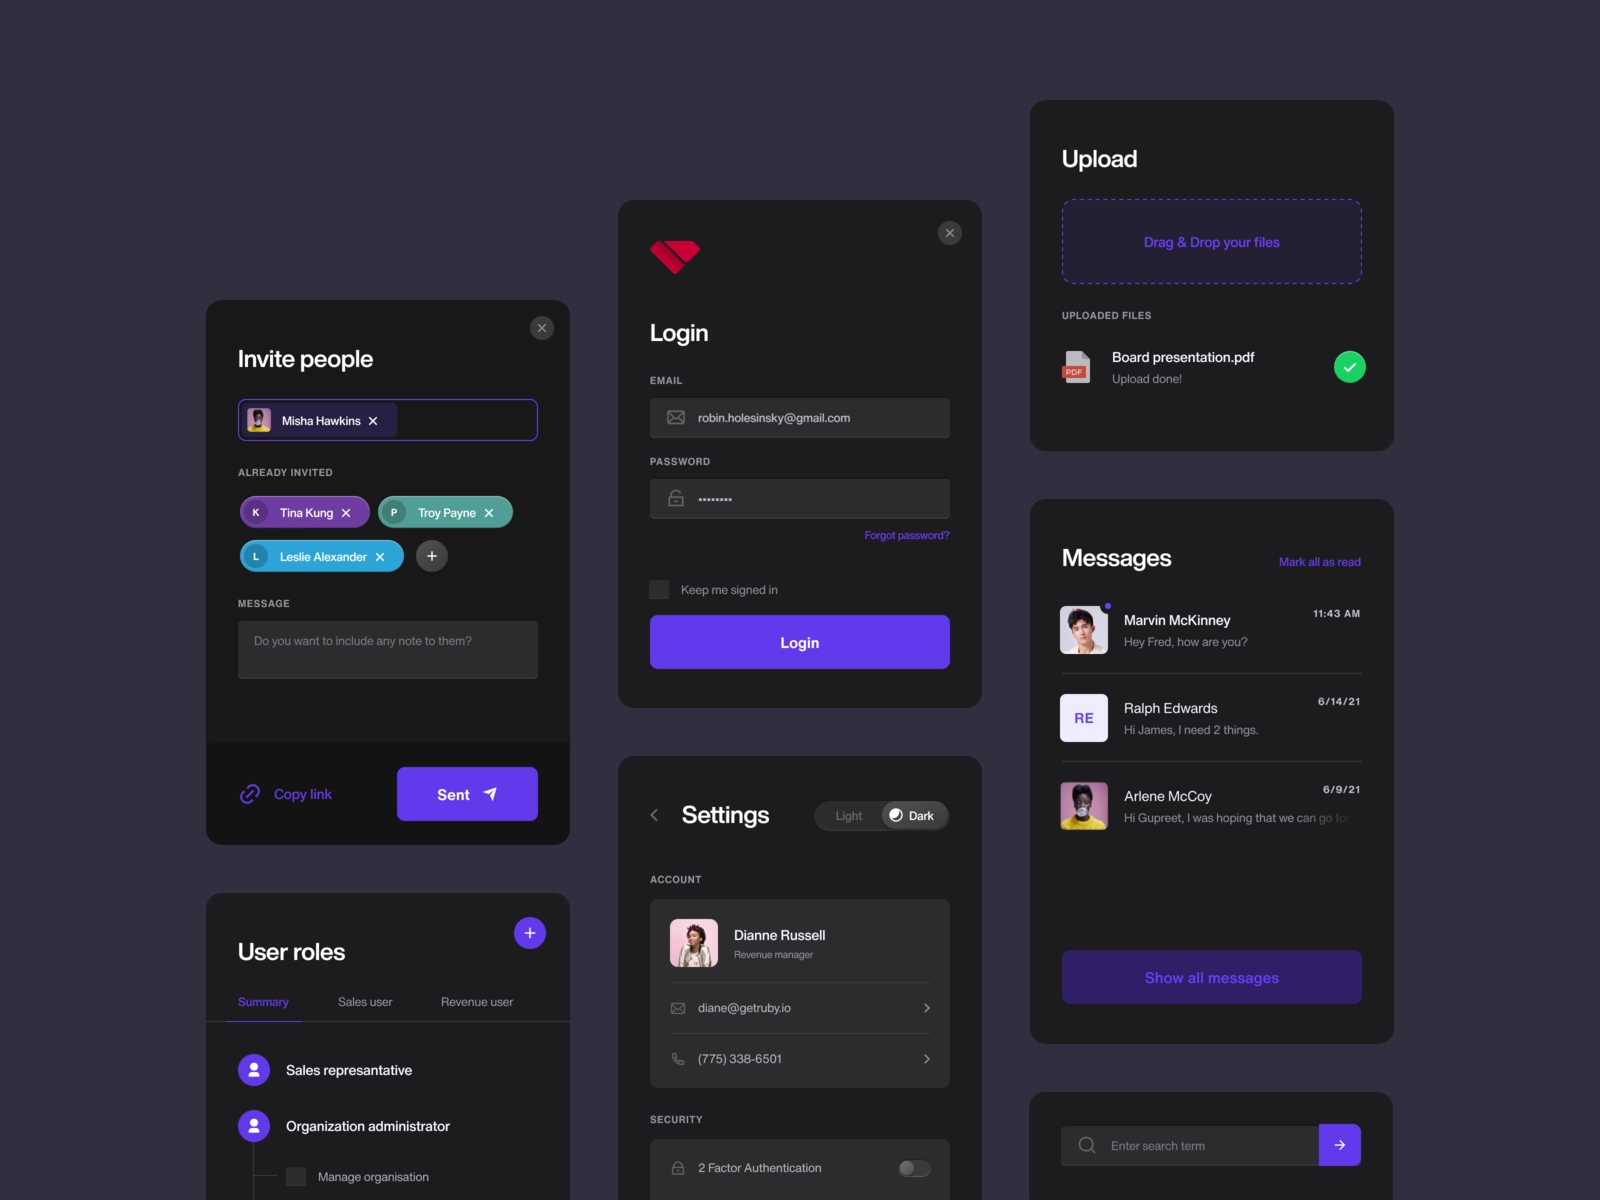 Invite people
Misha Hawkins
ALREADY INVITED
K Tina Kung
P Troy Payne
L Leslie Alexander
MESSAGE
Do you want to include any note to them?
Copy link
Sent
User roles
Summary Sales user Revenue user
Sales represantative
Organization administrator
Manage organisation
Login
EMAIL
robin.holesinsky@gmail.com
PASSWORD
Forgot password?
Keep me signed in
Login
Settings
Light Dark
ACCOUNT
Dianne Russell
Revenue manager
diane@getruby.io
(775) 338-6501
SECURITY
2 Factor Authentication
Upload
Drag & Drop your files
UPLOADED FILES
PDF
Board presentation.pdf
Upload done!
Messages
Mark all as read
Marvin McKinney
11:43 AM
Hey Fred, how are you?
RE
Ralph Edwards
6/14/21
Hi James, I need 2 things.
Arlene McCoy
6/9/21
Hi Gupreet, I was hoping that we can go for
Show all messages
Enter search term